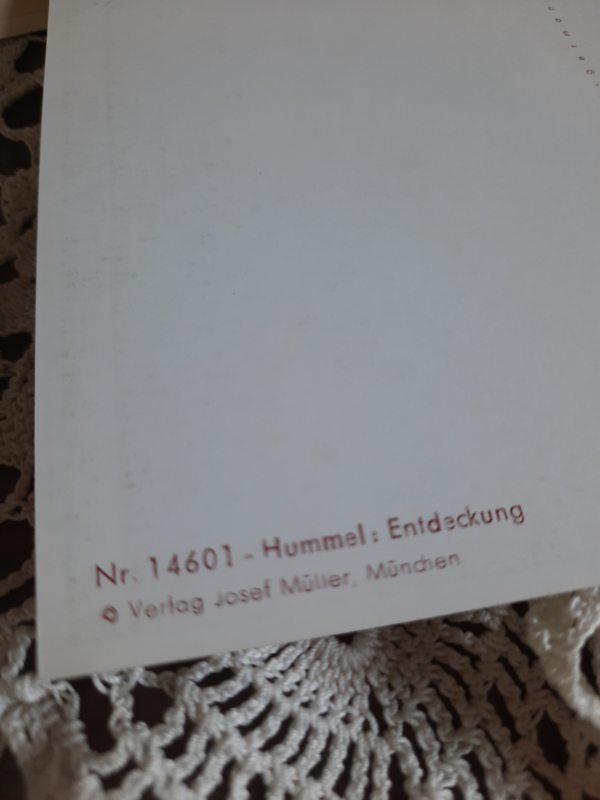 Nr. 14601 - Hummel: Entdeckung
© Verlag Josef Müller, München